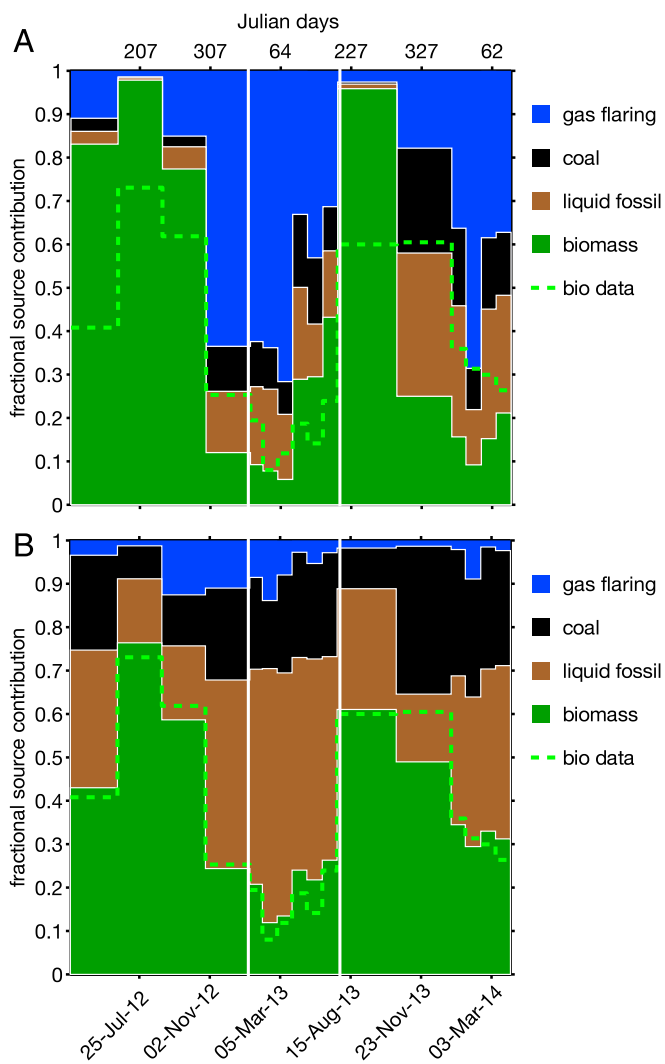 Julian days
A
207 307 64 227 327 62
1
0.9
0.8
0.7
0.6
0.5
0.4
0.3
0.2
0.1
0
fractional source contribution
gas flaring
coal
liquid fossil
biomass
bio data
B
1
0.9
0.8
0.7
0.6
0.5
0.4
0.3
0.2
0.1
0
fractional source contribution
gas flaring
coal
liquid fossil
biomass
bio data
25-Jul-12 02-Nov-12 05-Mar-13 15-Aug-13 23-Nov-13 03-Mar-14